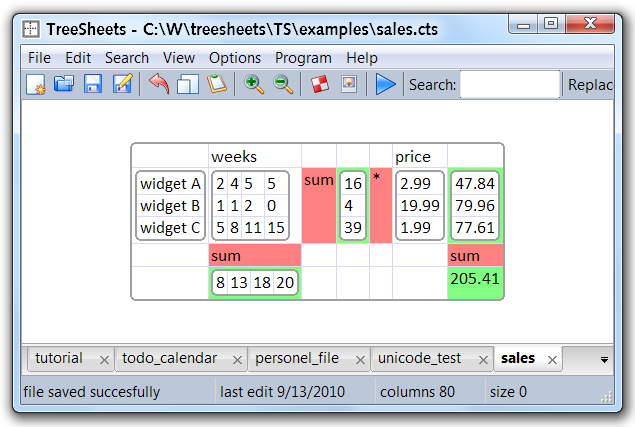 TreeSheets - C:\W\treesheets\TS\examples\sales.cts
File Edit Search View Options Program Help
Search: Replac
weeks price
widget A 2 4 5 5 sum 16 * 2.99 47.84
widget B 1 1 2 0 4 19.99 79.96
widget C 5 8 11 15 39 1.99 77.61
sum sum
8 13 18 20 205.41
tutorial todo_calendar personel_file unicode_test sales
file saved succesfully last edit 9/13/2010 columns 80 size 0